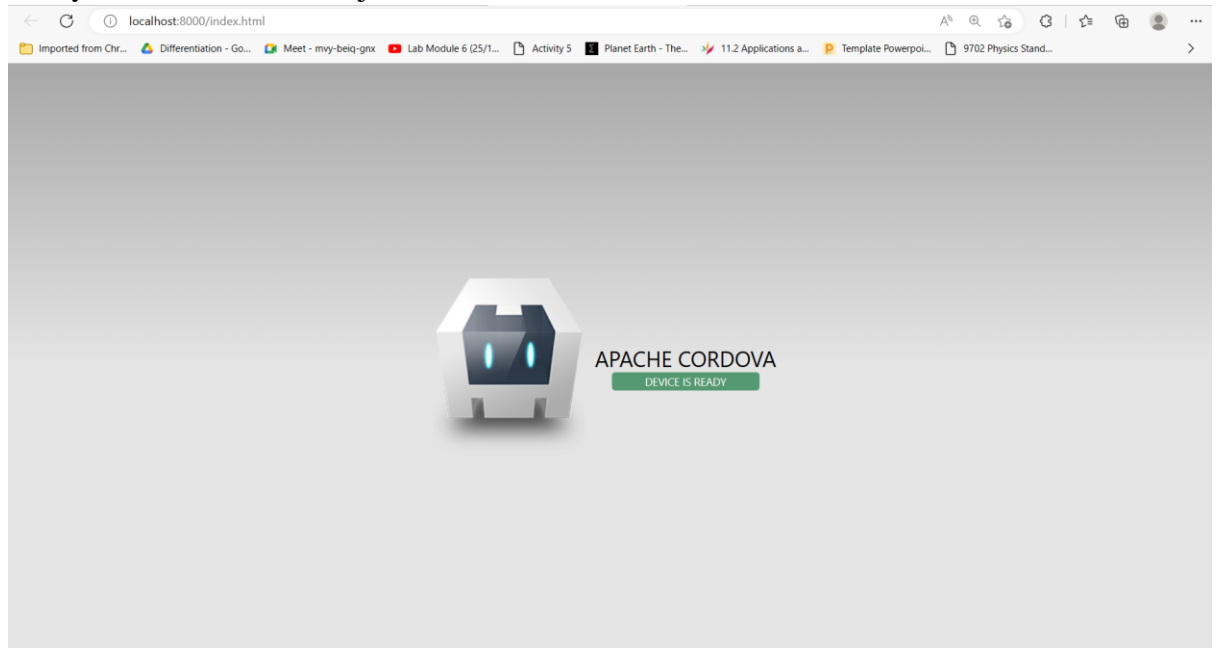 localhost:8000/index.html
Imported from Chr... Differentiation - Go... Meet - mvy-beiq-gnx Lab Module 6 (25/1... Activity 5 Planet Earth - The... 11.2 Applications a... Template Powerpoi... 9702 Physics Stand...
APACHE CORDOVA
DEVICE IS READY